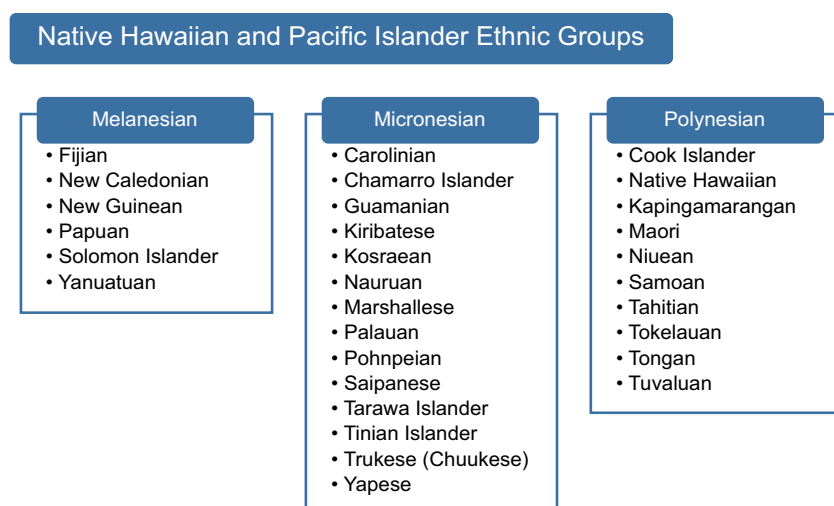 Native Hawaiian and Pacific Islander Ethnic Groups
Melanesian
• Fijian
• New Caledonian
• New Guinean
• Papuan
• Solomon Islander
• Yanuatuan
Micronesian
• Carolinian
• Chamarro Islander
• Guamanian
• Kiribatese
• Kosraean
• Nauruan
• Marshallese
• Palauan
• Pohnpeian
• Saipanese
• Tarawa Islander
• Tinian Islander
• Trukese (Chuukese)
• Yapese
Polynesian
• Cook Islander
• Native Hawaiian
• Kapingamarangan
• Maori
• Niuean
• Samoan
• Tahitian
• Tokelauan
• Tongan
• Tuvaluan